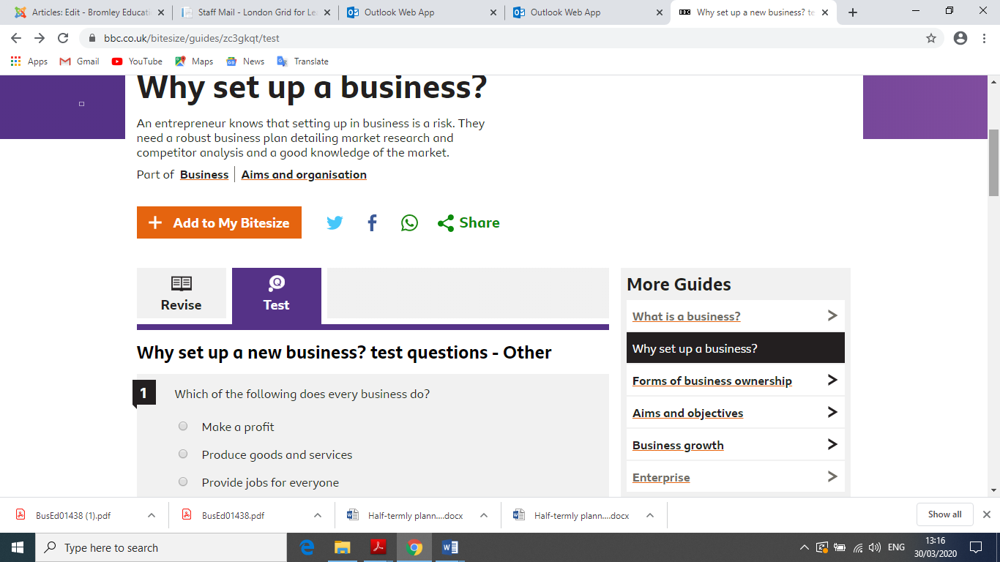 Articles: Edit - Bromley Educati
Staff Mail - London Grid for Le
Outlook Web App
Outlook Web App
BBC Why set up a new business? te
bbc.co.uk/bitesize/guides/zc3gkqt/test
Apps Gmail YouTube Maps News Translate
Why set up a business?
An entrepreneur knows that setting up in business is a risk. They
need a robust business plan detailing market research and
competitor analysis and a good knowledge of the market.
Part of Business Aims and organisation
Add to My Bitesize
Share
Revise
Q
Test
Why set up a new business? test questions - Other
1 Which of the following does every business do?
Make a profit
Produce goods and services
Provide jobs for everyone
More Guides
What is a business?
Why set up a business?
Forms of business ownership
Aims and objectives
Business growth
Enterprise
BusEd01438 (1).pdf
BusEd01438.pdf
Half-termly plann....docx
Half-termly plann....docx
Show all
Type here to search
ENG
13:16
30/03/2020